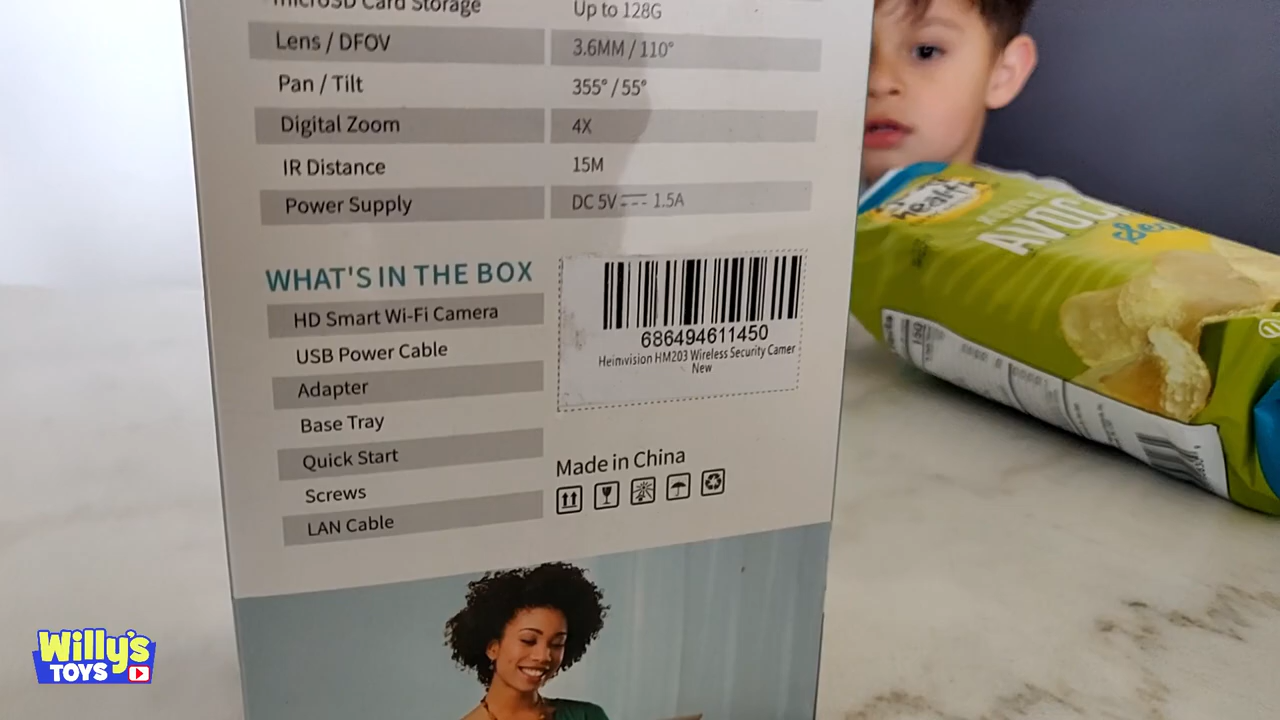 microSD Card Storage Up to 128G
Lens / DFOV 3.6MM / 110°
Pan / Tilt 355° / 55°
Digital Zoom 4X
IR Distance 15M
Power Supply DC 5V⎓1.5A
WHAT'S IN THE BOX
HD Smart Wi-Fi Camera
USB Power Cable
Adapter
Base Tray
Quick Start
Screws
LAN Cable
686494611450
Heimvision HM203 Wireless Security Camer
New
Made in China
health
AVOCA
Willy's
TOYS